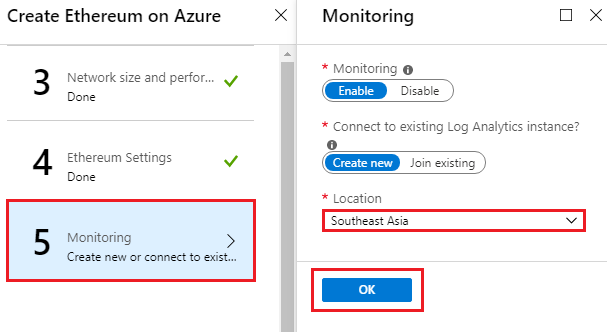 Create Ethereum on Azure
3
Network size and perfor...
Done
4
Ethereum Settings
Done
5
Monitoring
Create new or connect to exist...
Monitoring
* Monitoring
Enable Disable
* Connect to existing Log Analytics instance?
Create new Join existing
* Location
Southeast Asia
OK